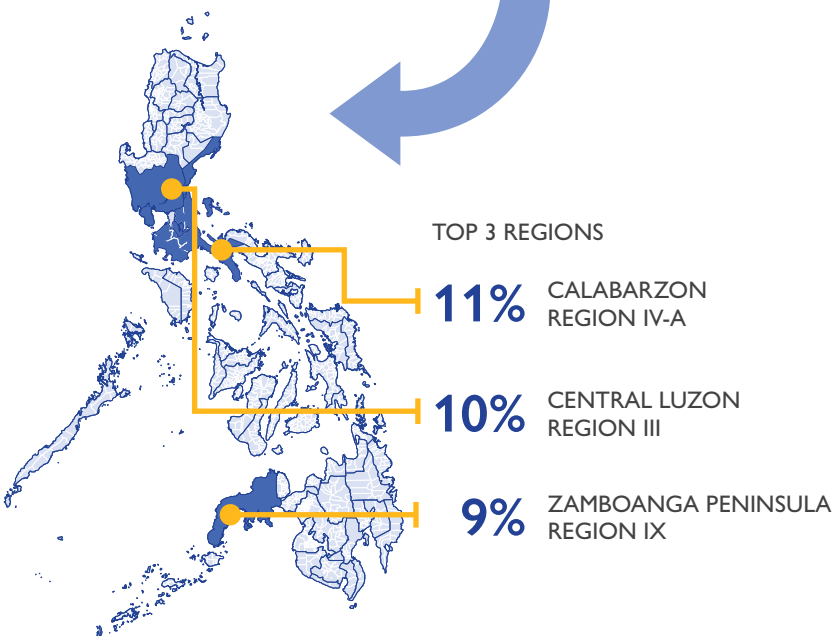 TOP 3 REGIONS
11%
CALABARZON
REGION IV-A
10%
CENTRAL LUZON
REGION III
9%
ZAMBOANGA PENINSULA
REGION IX